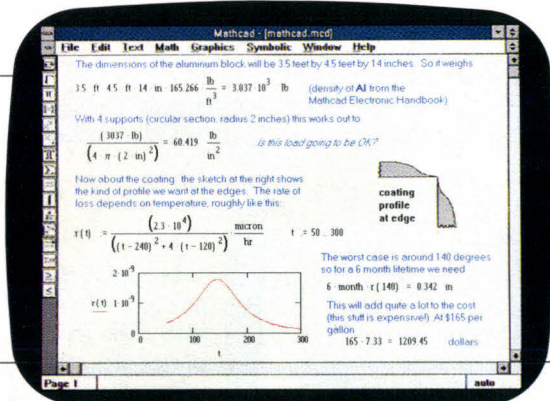 Mathcad - [mathcad.mcd]
File Edit Text Math Graphics Symbolic Window Help
The dimensions of the aluminum block will be 3.5 feet by 4.5 feet by 14 inches. So it weighs
3.5 · ft · 4.5 · ft · 14 · in · 165.266 · lb/ft³ = 3.037·10³ lb
(density of Al from the
Mathcad Electronic Handbook)
With 4 supports (circular section, radius 2 inches) this works out to
(3037 · lb)/(4 · π · (2 · in)²) = 60.419 lb/in²
Is this load going to be OK?
Now about the coating: the sketch at the right shows
the kind of profile we want at the edges. The rate of
loss depends on temperature, roughly like this:
coating
profile
at edge
r(t) := (2.3 · 10⁴)/((t - 240)² + 4 · (t - 120)²) · micron/hr
t := 50 .. 300
The worst case is around 140 degrees
so for a 6 month lifetime we need
6 · month · r(140) = 0.342 m
This will add quite a lot to the cost
(this stuff is expensive!). At $165 per
gallon
165 · 7.33 = 1209.45 dollars
2·10⁻⁹
r(t) 1·10⁻⁹
0
0 100 200 300
t
Page 1
auto